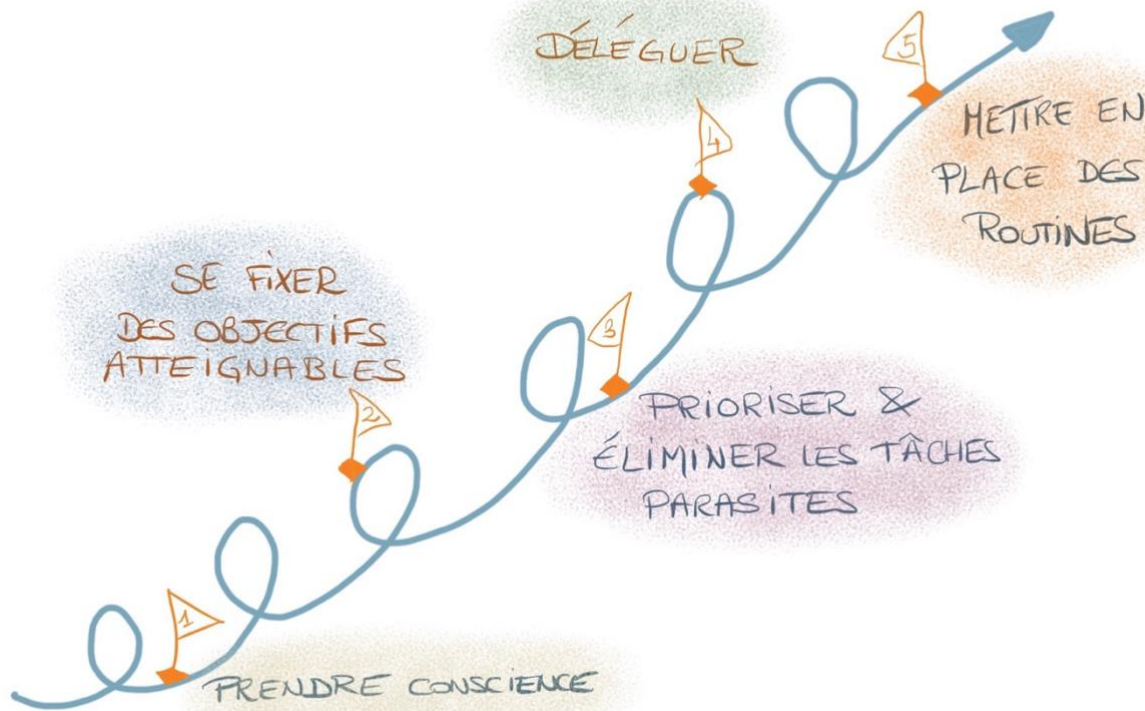 DÉLÉGUER
5
METTRE EN
PLACE DES
ROUTINES
4
SE FIXER
DES OBJECTIFS
ATTEIGNABLES
3
2
PRIORISER &
ÉLIMINER LES TÂCHES
PARASITES
1
PRENDRE CONSCIENCE